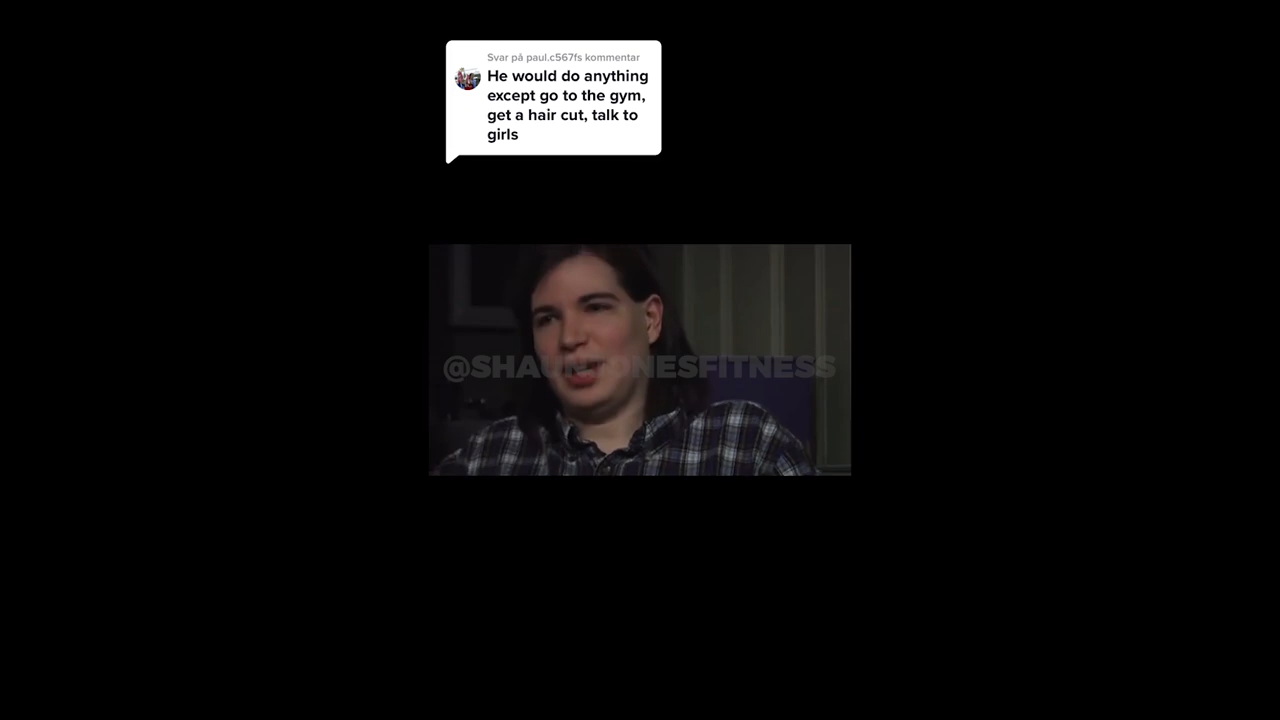 Svar på paul.c567fs kommentar
He would do anything
except go to the gym,
get a hair cut, talk to
girls
@SHAUNJONESFITNESS